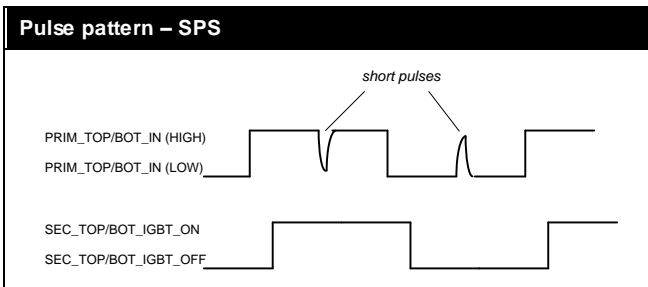 Pulse pattern – SPS
short pulses
PRIM_TOP/BOT_IN (HIGH)
PRIM_TOP/BOT_IN (LOW)
SEC_TOP/BOT_IGBT_ON
SEC_TOP/BOT_IGBT_OFF